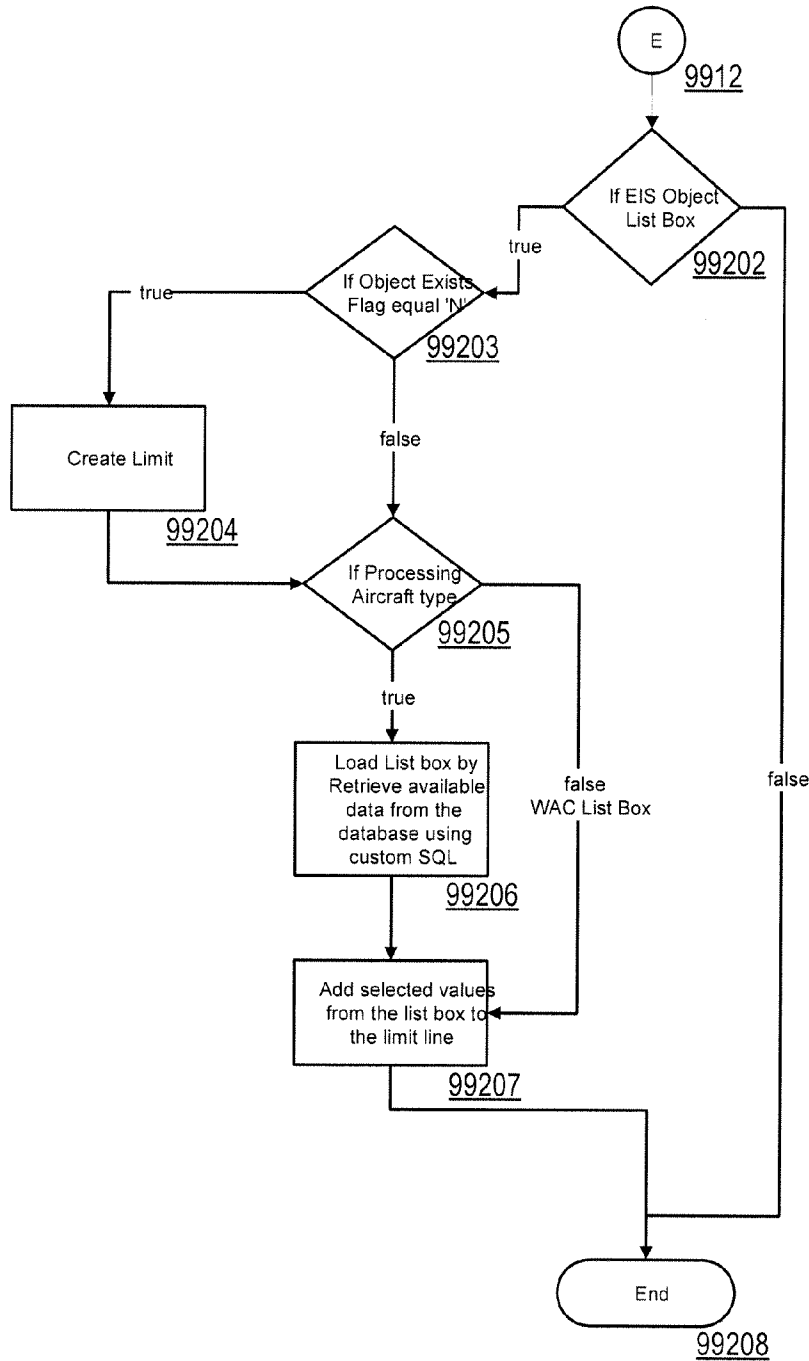 E
9912
If EIS Object
List Box
99202
true
If Object Exists
Flag equal 'N'
99203
true
false
Create Limit
99204
If Processing
Aircraft type
99205
true
false
WAC List Box
false
Load List box by
Retrieve available
data from the
database using
custom SQL
99206
Add selected values
from the list box to
the limit line
99207
End
99208